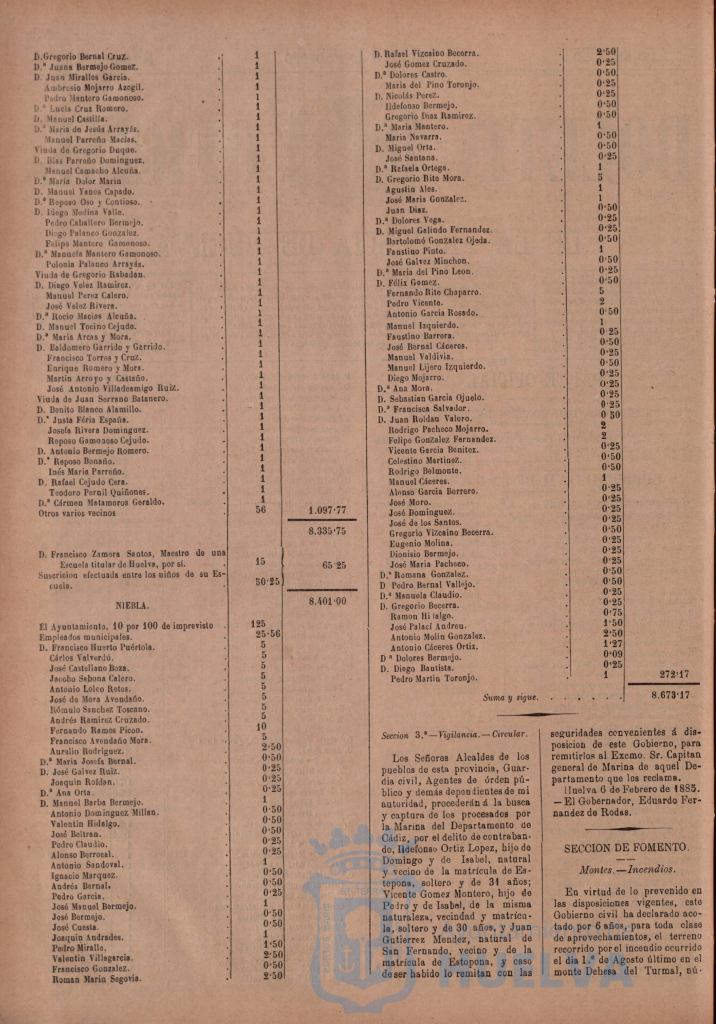 D. Gregorio Bernal Cruz. 1
D.ª Juana Bermejo Gomez. 1
D. Juan Miralles Garcia. 1
Ambrosio Mojarro Azogil. 1
Pedro Mantero Gamonoso. 1
D.ª Lucia Cruz Romero. 1
D. Manuel Castilla. 1
D.ª Maria de Jesús Arrayás. 1
Manuel Parreño Macias. 1
Viuda de Gregorio Duque. 1
D. Blas Parreño Dominguez. 1
Manuel Camacho Alcuña. 1
D.ª Maria Dolor Marin 1
D. Manuel Yanes Capado. 1
D.ª Reposo Oso y Contioso. 1
D. Diego Medina Valle. 1
Pedro Caballero Bermejo. 1
Diego Palanco Gonzalez. 1
Felipe Mantero Gamonoso. 1
D.ª Manuela Mantero Gamonoso. 1
Polonia Palanco Arrayás. 1
Viuda de Gregorio Rabadan. 1
D. Diego Velez Ramirez. 1
Manuel Perez Calero. 1
José Velez Rivera. 1
D.ª Rocio Macias Alcuña. 1
D. Manuel Tocino Cejudo. 1
D.ª Maria Arcas y Mora. 1
D. Baldomero Garrido y Garrido. 1
Francisco Torres y Cruz. 1
Enrique Romero y Mora. 1
Martin Arroyo y Castaño. 1
José Antonio Villadeamigo Ruiz. 1
Viuda de Juan Serrano Batanero. 1
D. Benito Blanco Alamillo. 1
D.ª Justa Féria España. 1
Josefa Rivera Dominguez. 1
Reposo Gamonoso Cejudo. 1
D. Antonio Bermejo Romero. 1
D.ª Reposo Bonaño. 1
Inés Maria Parreño. 1
D. Rafael Cejudo Cera. 1
Teodoro Pernil Quiñones. 1
D.ª Cármen Matamoros Geraldo. 1
Otros varios vecinos 56 1.097·77
8.335·75
D. Francisco Zamora Santos, Maestro de una
Escuela titular de Huelva, por sí. 15
Suscricion efectuada entre los niños de su Es-
cuela. 50·25
65·25
8.401·00
NIEBLA.
El Ayuntamiento, 10 por 100 de imprevisto 125
Empleados municipales. 25·56
D. Francisco Huerto Puértola. 5
Cárlos Valverdú. 5
José Castellano Boza. 5
Jacobo Sabona Calero. 5
Antonio Loleo Retes. 5
José de Mora Avendaño. 5
Rómulo Sanchez Toscano. 5
Andrés Ramirez Cruzado. 5
Fernando Ramos Picon. 10
Francisco Avendaño Mora. 5
Aurelio Rodriguez. 2·50
D.ª Maria Josefa Bernal. 0·50
D. José Galvez Ruiz. 0·25
Joaquin Roldan. 0·25
D.ª Ana Orta. 0·25
D. Manuel Barba Bermejo. 1
Antonio Dominguez Millan. 0·50
Valentin Hidalgo. 0·50
José Beltran. 0·50
Pedro Claudio. 0·25
Alonso Berrocal. 0·25
Antonio Sandoval. 1
Ignacio Marquez. 0·50
Andrés Bernal. 0·50
Pedro Garcia. 0·25
José Manuel Bermejo. 1
José Bermejo. 0·50
José Cuesta. 0·50
Joaquin Andrades. 1
Pedro Mirallo. 1·50
Valentin Villagarcia. 2·50
Francisco Gonzalez. 0·50
Roman Marin Segovia. 2·50
D. Rafael Vizcaino Becerra. 2·50
José Gomez Cruzado. 0·25
D.ª Dolores Castro. 0·50
Maria del Pino Toronjo. 0·25
D. Nicolás Perez. 0·25
Ildefonso Bermejo. 0·50
Gregorio Diaz Ramirez. 0·50
D.ª Maria Mantero. 1
Maria Navarra. 0·50
D. Miguel Orta. 0·50
José Santana. 0·25
D.ª Rafaela Ortega. 1
D. Gregorio Rite Mora. 5
Agustin Ales. 1
José Maria Gonzalez. 1
Juan Diaz. 0·50
D.ª Dolores Vega. 0·25
D. Miguel Galindo Fernandez. 0·25
Bartolomé Gonzalez Ojeda. 0·50
Faustino Pinto. 1
José Galvez Minchon. 0·50
D.ª Maria del Pino Leon. 0·25
D. Félix Gomez. 0·50
Fernando Rite Chaparro. 5
Pedro Vicente. 2
Antonio Garcia Rosado. 0·50
Manuel Izquierdo. 1
Faustino Barrera. 0·25
José Bernal Cáceres. 0·50
Manuel Valdivia. 0·25
Manuel Lijero Izquierdo. 0·50
Diego Mojarro. 0·25
D.ª Ana Mora. 0·25
D. Sebastian Garcia Ojuelo. 0·25
D.ª Francisca Salvador. 0·25
D. Juan Roldan Valero. 0·50
Rodrigo Pacheco Mojarro. 2
Felipe Gonzalez Fernandez. 2
Vicente Garcia Benitez. 0·25
Celestino Martinez. 0·50
Rodrigo Belmonte. 0·50
Manuel Cáceres. 1
Alonso Garcia Borrero. 0·25
José Moro. 0·25
José Dominguez. 0·25
José de los Santos. 0·25
Gregorio Vizcaino Becerra. 0·50
Eugenio Molina. 0·25
Dionisio Bermejo. 0·25
José Maria Pacheco. 0·25
D.ª Romana Gonzalez. 0·50
D Pedro Bernal Vallejo. 0·50
D.ª Manuela Claudio. 0·25
D. Gregorio Becerra. 0·50
Ramon Hidalgo. 0·75
José Palací Andreu. 1·50
Antonio Molin Gonzalez. 2·50
Antonio Cáceres Ortiz. 1·27
D.ª Dolores Bermejo. 0·09
D. Diego Bautista. 0·25
Pedro Martin Toronjo. 1 272·17
Suma y sigue. 8.673·17
Seccion 3.ª—Vigilancia.—Circular.
Los Señores Alcaldes de los
pueblos de esta provincia, Guar-
dia civil, Agentes de órden pú-
blico y demás dependientes de mi
autoridad, procederán á la busca
y captura de los procesados por
la Marina del Departamento de
Cádiz, por el delito de contraban-
do, Ildefonso Ortiz Lopez, hijo de
Domingo y de Isabel, natural
y vecino de la matrícula de Es-
tepona, soltero y de 31 años;
Vicente Gomez Montero, hijo de
Pedro y de Isabel, de la misma
naturaleza, vecindad y matrícu-
la, soltero y de 30 años, y Juan
Gutierrez Mendez, natural de
San Fernando, vecino y de la
matrícula de Estopona, y caso
de ser habido lo remitan con las
seguridades convenientes á dis-
posicion de este Gobierno, para
remitirlos al Excmo. Sr. Capitan
general de Marina de aquel De-
partamento que los reclama.
Huelva 6 de Febrero de 1885.
—El Gobernador, Eduardo Fer-
nandez de Rodas.
SECCION DE FOMENTO.
Montes.—Incendios.
En virtud de lo prevenido en
las disposiciones vigentes, este
Gobierno civil ha declarado aco-
tado por 6 años, para toda clase
de aprovechamientos, el terreno
recorrido por el incendio ocurrido
el dia 1.º de Agosto último en el
monte Dehesa del Turmal, nú-
HUELVA